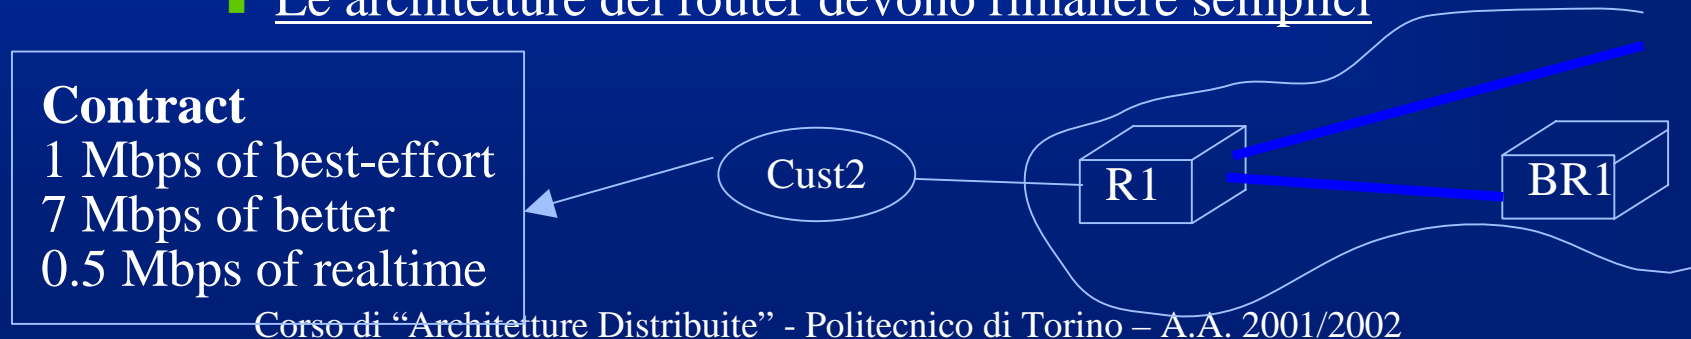 Le architetture dei router devono rimanere semplici
Contract
1 Mbps of best-effort
7 Mbps of better
0.5 Mbps of realtime
Cust2
R1
BR1
Corso di “Architetture Distribuite” - Politecnico di Torino – A.A. 2001/2002